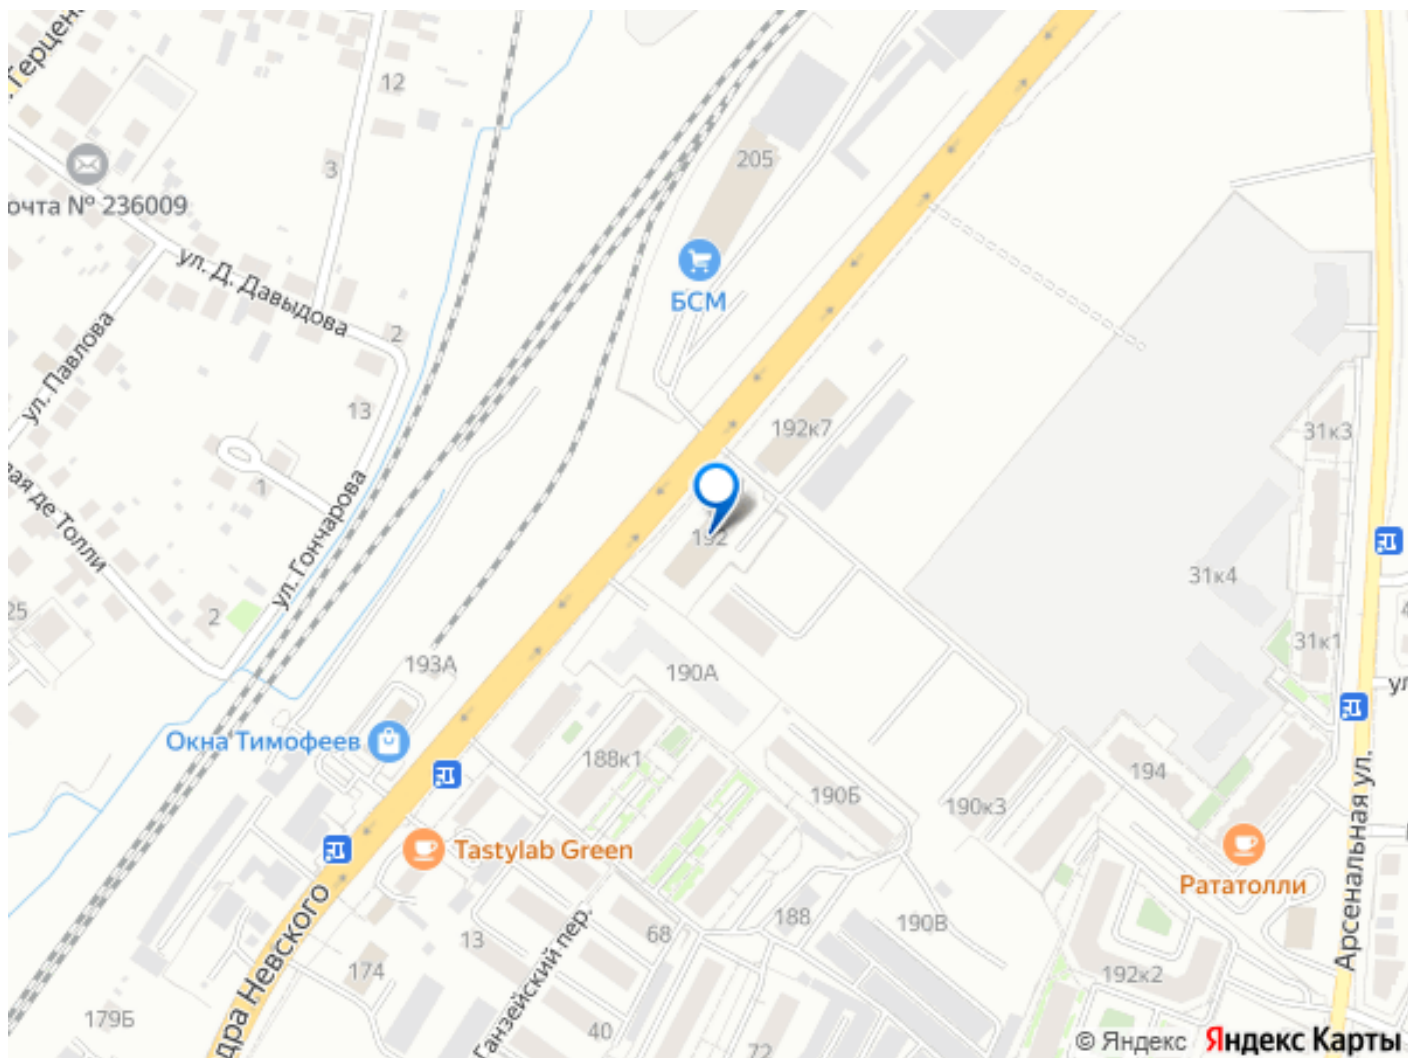 . Герцен
12
3
205
очта № 236009
ул. Д. Давыдова
БСМ
2
ул. Павлова
13
192к7
31к3
1
вая де Толли
ул. Гончарова
192
31к4
25
2
31к1
193А
190А
ул
Окна Тимофеев
188к1
194
190Б
190к3
Tastylab Green
Рататолли
Арсенальная ул.
188
190В
68
13
174
192к2
Ганзейский пер.
дра Невского
179Б
40
72
© Яндекс Яндекс Карты